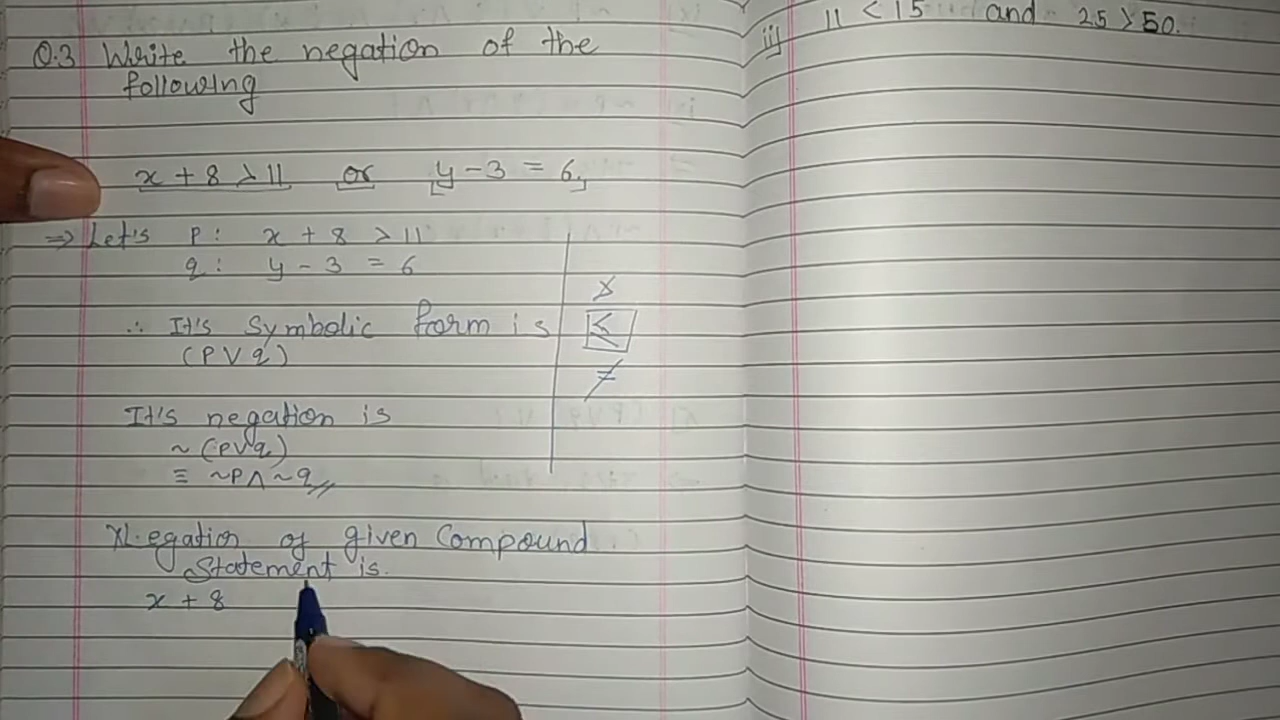 Q.3 Write the negation of the
following
x + 8 > 11 or y - 3 = 6.
⇒ Let's P: x + 8 > 11
q: y - 3 = 6
∴ It's Symbolic form is
(P ∨ q)
≯
≤
≠
It's negation is
~ (P∨q)
≡ ~P ∧ ~q
Negation of given Compound
Statement is.
x + 8
ii) 11 < 15 and 25 > 50.